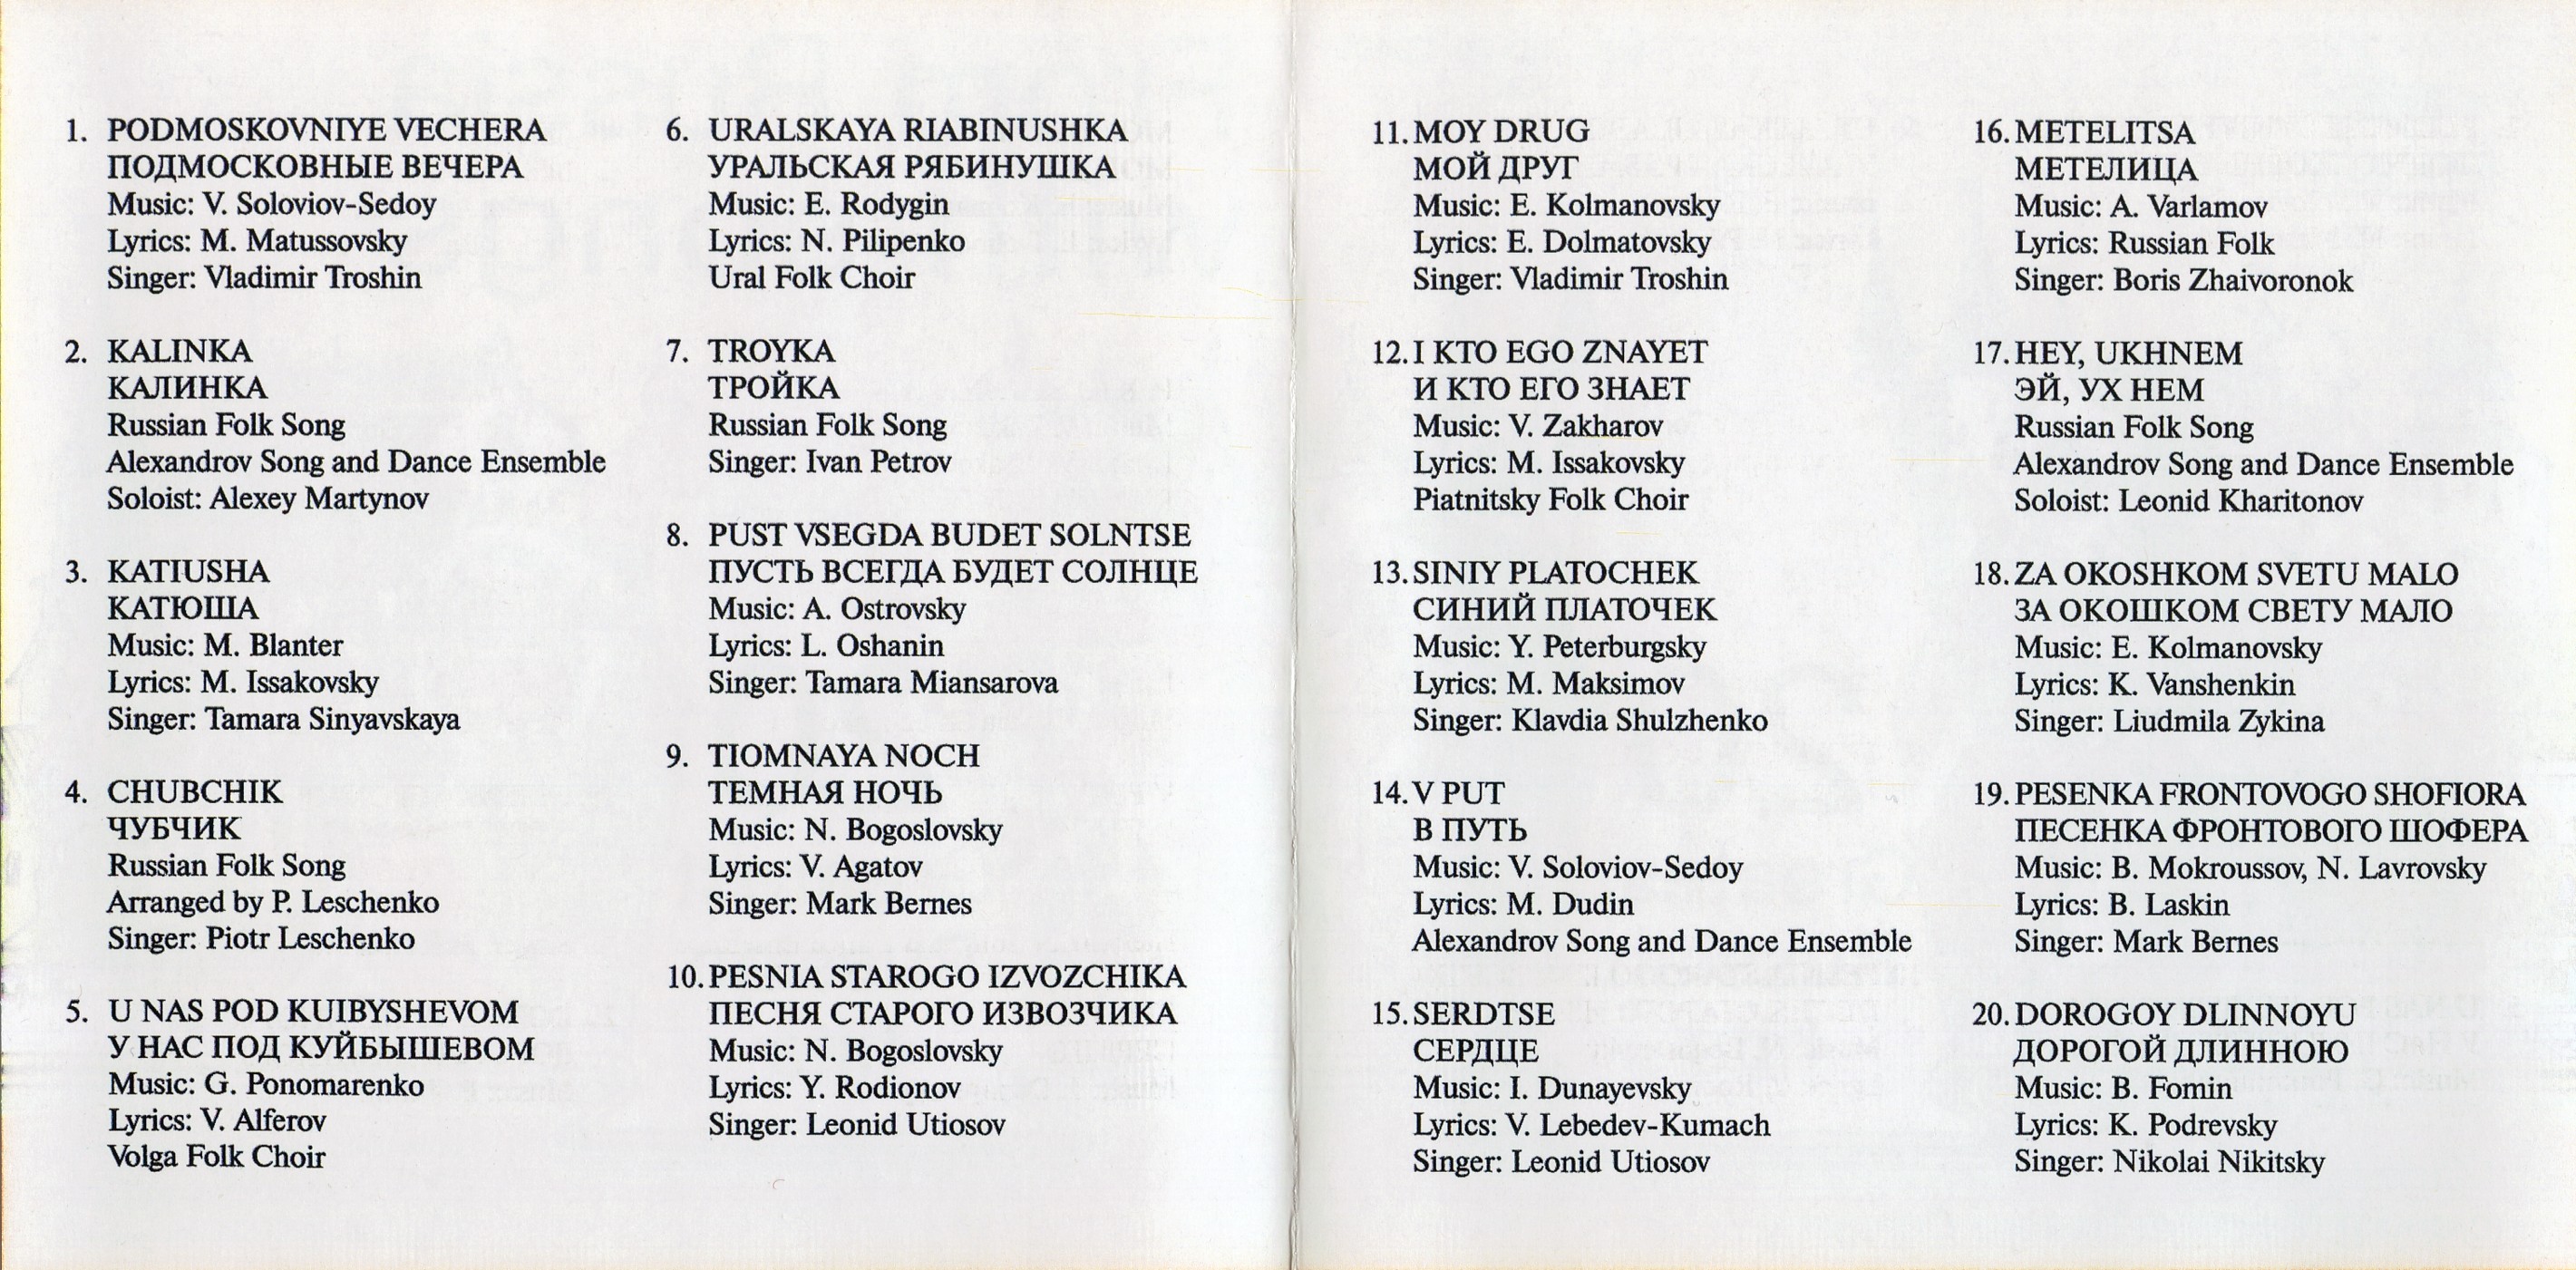 1. PODMOSKOVNIYE VECHERA
ПОДМОСКОВНЫЕ ВЕЧЕРА
Music: V. Soloviov-Sedoy
Lyrics: M. Matussovsky
Singer: Vladimir Troshin
2. KALINKA
КАЛИНКА
Russian Folk Song
Alexandrov Song and Dance Ensemble
Soloist: Alexey Martynov
3. KATIUSHA
КАТЮША
Music: M. Blanter
Lyrics: M. Issakovsky
Singer: Tamara Sinyavskaya
4. CHUBCHIK
ЧУБЧИК
Russian Folk Song
Arranged by P. Leschenko
Singer: Piotr Leschenko
5. U NAS POD KUIBYSHEVOM
У НАС ПОД КУЙБЫШЕВОМ
Music: G. Ponomarenko
Lyrics: V. Alferov
Volga Folk Choir
6. URALSKAYA RIABINUSHKA
УРАЛЬСКАЯ РЯБИНУШКА
Music: E. Rodygin
Lyrics: N. Pilipenko
Ural Folk Choir
7. TROYKA
ТРОЙКА
Russian Folk Song
Singer: Ivan Petrov
8. PUST VSEGDA BUDET SOLNTSE
ПУСТЬ ВСЕГДА БУДЕТ СОЛНЦЕ
Music: A. Ostrovsky
Lyrics: L. Oshanin
Singer: Tamara Miansarova
9. TIOMNAYA NOCH
ТЕМНАЯ НОЧЬ
Music: N. Bogoslovsky
Lyrics: V. Agatov
Singer: Mark Bernes
10. PESNIA STAROGO IZVOZCHIKA
ПЕСНЯ СТАРОГО ИЗВОЗЧИКА
Music: N. Bogoslovsky
Lyrics: Y. Rodionov
Singer: Leonid Utiosov
11. MOY DRUG
МОЙ ДРУГ
Music: E. Kolmanovsky
Lyrics: E. Dolmatovsky
Singer: Vladimir Troshin
12. I KTO EGO ZNAYET
И КТО ЕГО ЗНАЕТ
Music: V. Zakharov
Lyrics: M. Issakovsky
Piatnitsky Folk Choir
13. SINIY PLATOCHEK
СИНИЙ ПЛАТОЧЕК
Music: Y. Peterburgsky
Lyrics: M. Maksimov
Singer: Klavdia Shulzhenko
14. V PUT
В ПУТЬ
Music: V. Soloviov-Sedoy
Lyrics: M. Dudin
Alexandrov Song and Dance Ensemble
15. SERDTSE
СЕРДЦЕ
Music: I. Dunayevsky
Lyrics: V. Lebedev-Kumach
Singer: Leonid Utiosov
16. METELITSA
МЕТЕЛИЦА
Music: A. Varlamov
Lyrics: Russian Folk
Singer: Boris Zhaivoronok
17. HEY, UKHNEM
ЭЙ, УХ НЕМ
Russian Folk Song
Alexandrov Song and Dance Ensemble
Soloist: Leonid Kharitonov
18. ZA OKOSHKOM SVETU MALO
ЗА ОКОШКОМ СВЕТУ МАЛО
Music: E. Kolmanovsky
Lyrics: K. Vanshenkin
Singer: Liudmila Zykina
19. PESENKA FRONTOVOGO SHOFIORA
ПЕСЕНКА ФРОНТОВОГО ШОФЕРА
Music: B. Mokroussov, N. Lavrovsky
Lyrics: B. Laskin
Singer: Mark Bernes
20. DOROGOY DLINNOYU
ДОРОГОЙ ДЛИННОЮ
Music: B. Fomin
Lyrics: K. Podrevsky
Singer: Nikolai Nikitsky